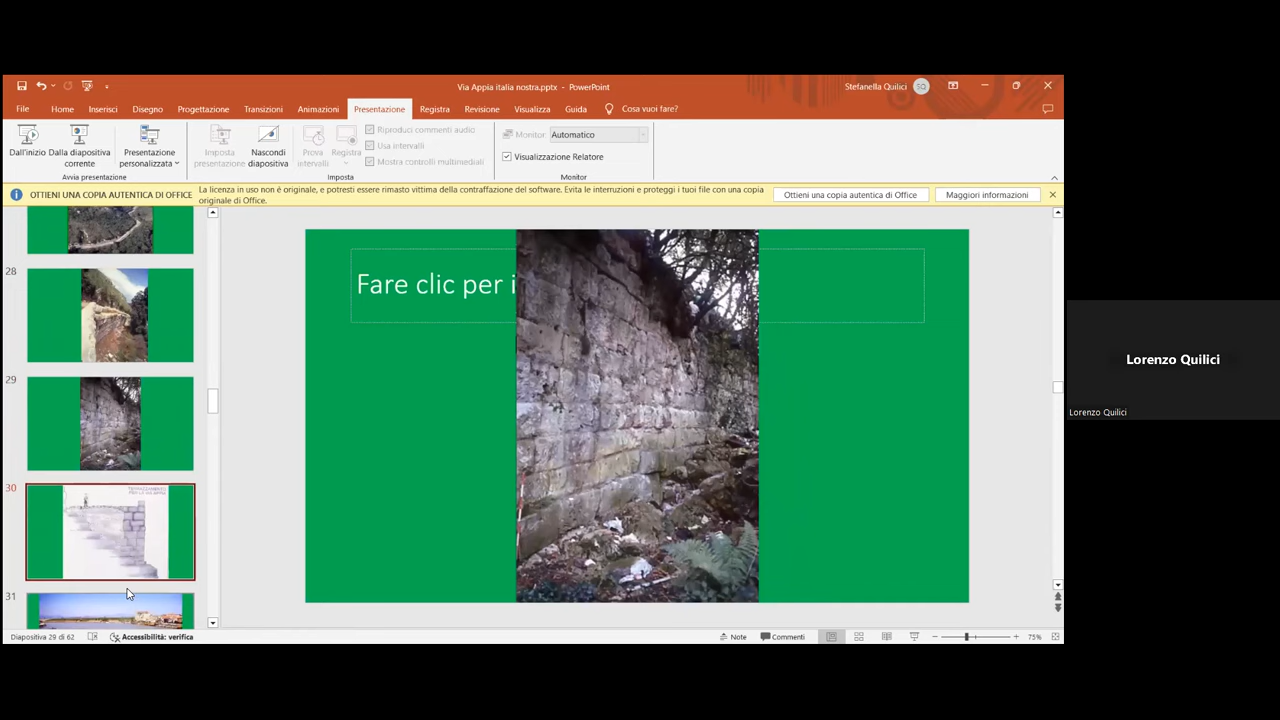 Via Appia italia nostra.pptx - PowerPoint
Stefanella Quilici
SQ
File
Home
Inserisci
Disegno
Progettazione
Transizioni
Animazioni
Presentazione
Registra
Revisione
Visualizza
Guida
Cosa vuoi fare?
Dall'inizio
Dalla diapositiva
corrente
Presentazione
personalizzata
Imposta
presentazione
Nascondi
diapositiva
Prova
intervalli
Registra
Riproduci commenti audio
Usa intervalli
Mostra controlli multimediali
Monitor:
Automatico
Visualizzazione Relatore
Avvia presentazione
Imposta
Monitor
OTTIENI UNA COPIA AUTENTICA DI OFFICE
La licenza in uso non è originale, e potresti essere rimasto vittima della contraffazione del software. Evita le interruzioni e proteggi i tuoi file con una copia
originale di Office.
Ottieni una copia autentica di Office
Maggiori informazioni
28
29
30
31
Fare clic per i
Lorenzo Quilici
Lorenzo Quilici
Diapositiva 29 di 62
Accessibilità: verifica
Note
Commenti
75%